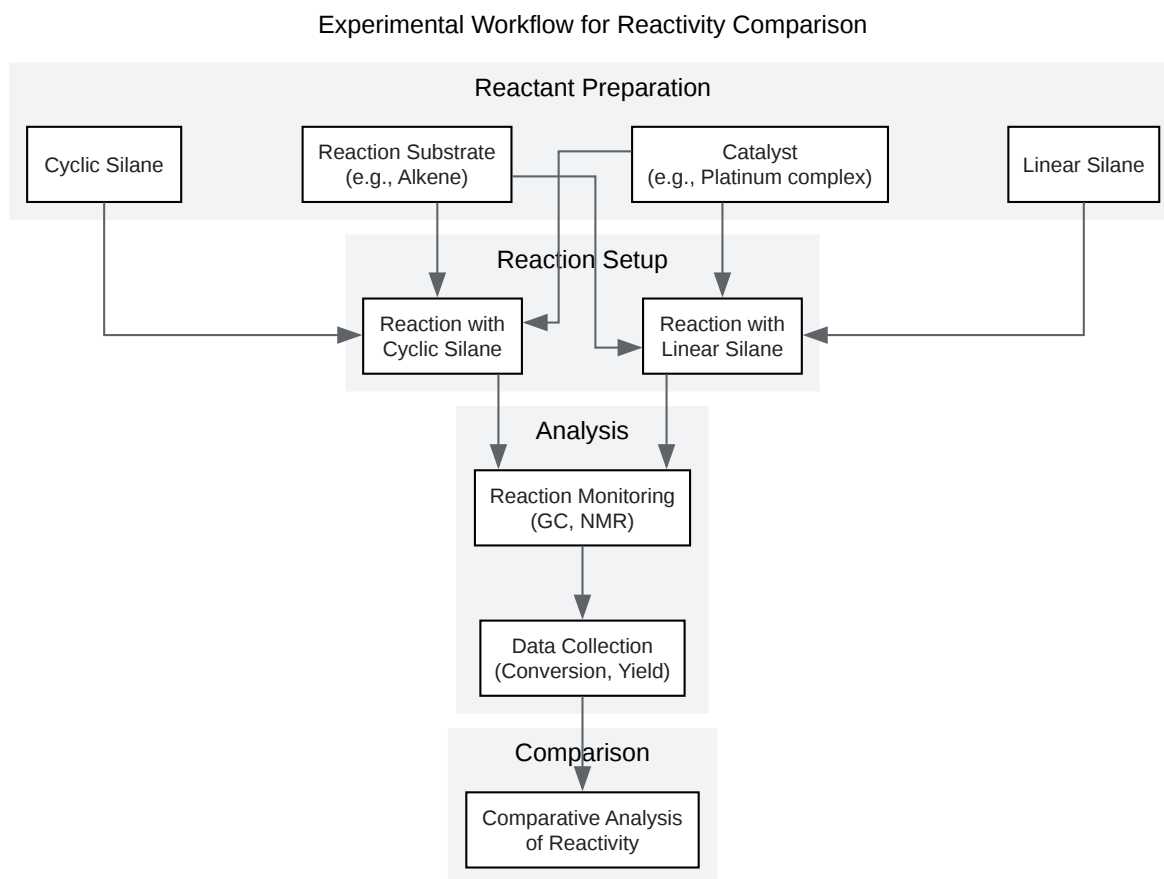 Experimental Workflow for Reactivity Comparison
Reactant Preparation
Cyclic Silane
Reaction Substrate
(e.g., Alkene)
Catalyst
(e.g., Platinum complex)
Linear Silane
Reaction Setup
Reaction with
Cyclic Silane
Reaction with
Linear Silane
Analysis
Reaction Monitoring
(GC, NMR)
Data Collection
(Conversion, Yield)
Comparison
Comparative Analysis
of Reactivity